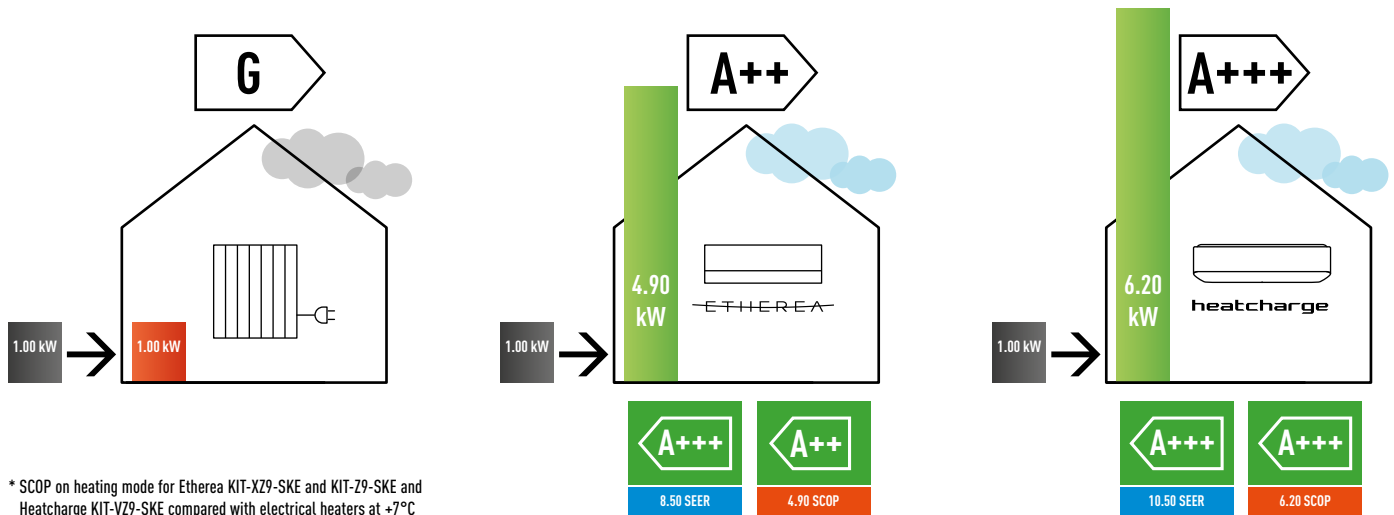 G
1.00 kW
1.00 kW
* SCOP on heating mode for Etherea KIT-XZ9-SKE and KIT-Z9-SKE and
Heatcharge KIT-VZ9-SKE compared with electrical heaters at +7°C
A++
4.90
kW
ETHEREA
1.00 kW
A+++
8.50 SEER
A++
4.90 SCOP
A+++
6.20
kW
heatcharge
1.00 kW
A+++
10.50 SEER
A+++
6.20 SCOP